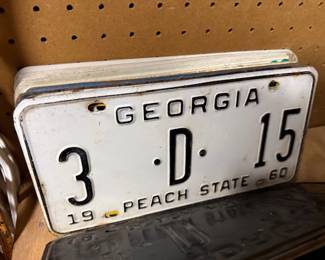 GEORGIA
3 ·D· 15
19 PEACH STATE 60